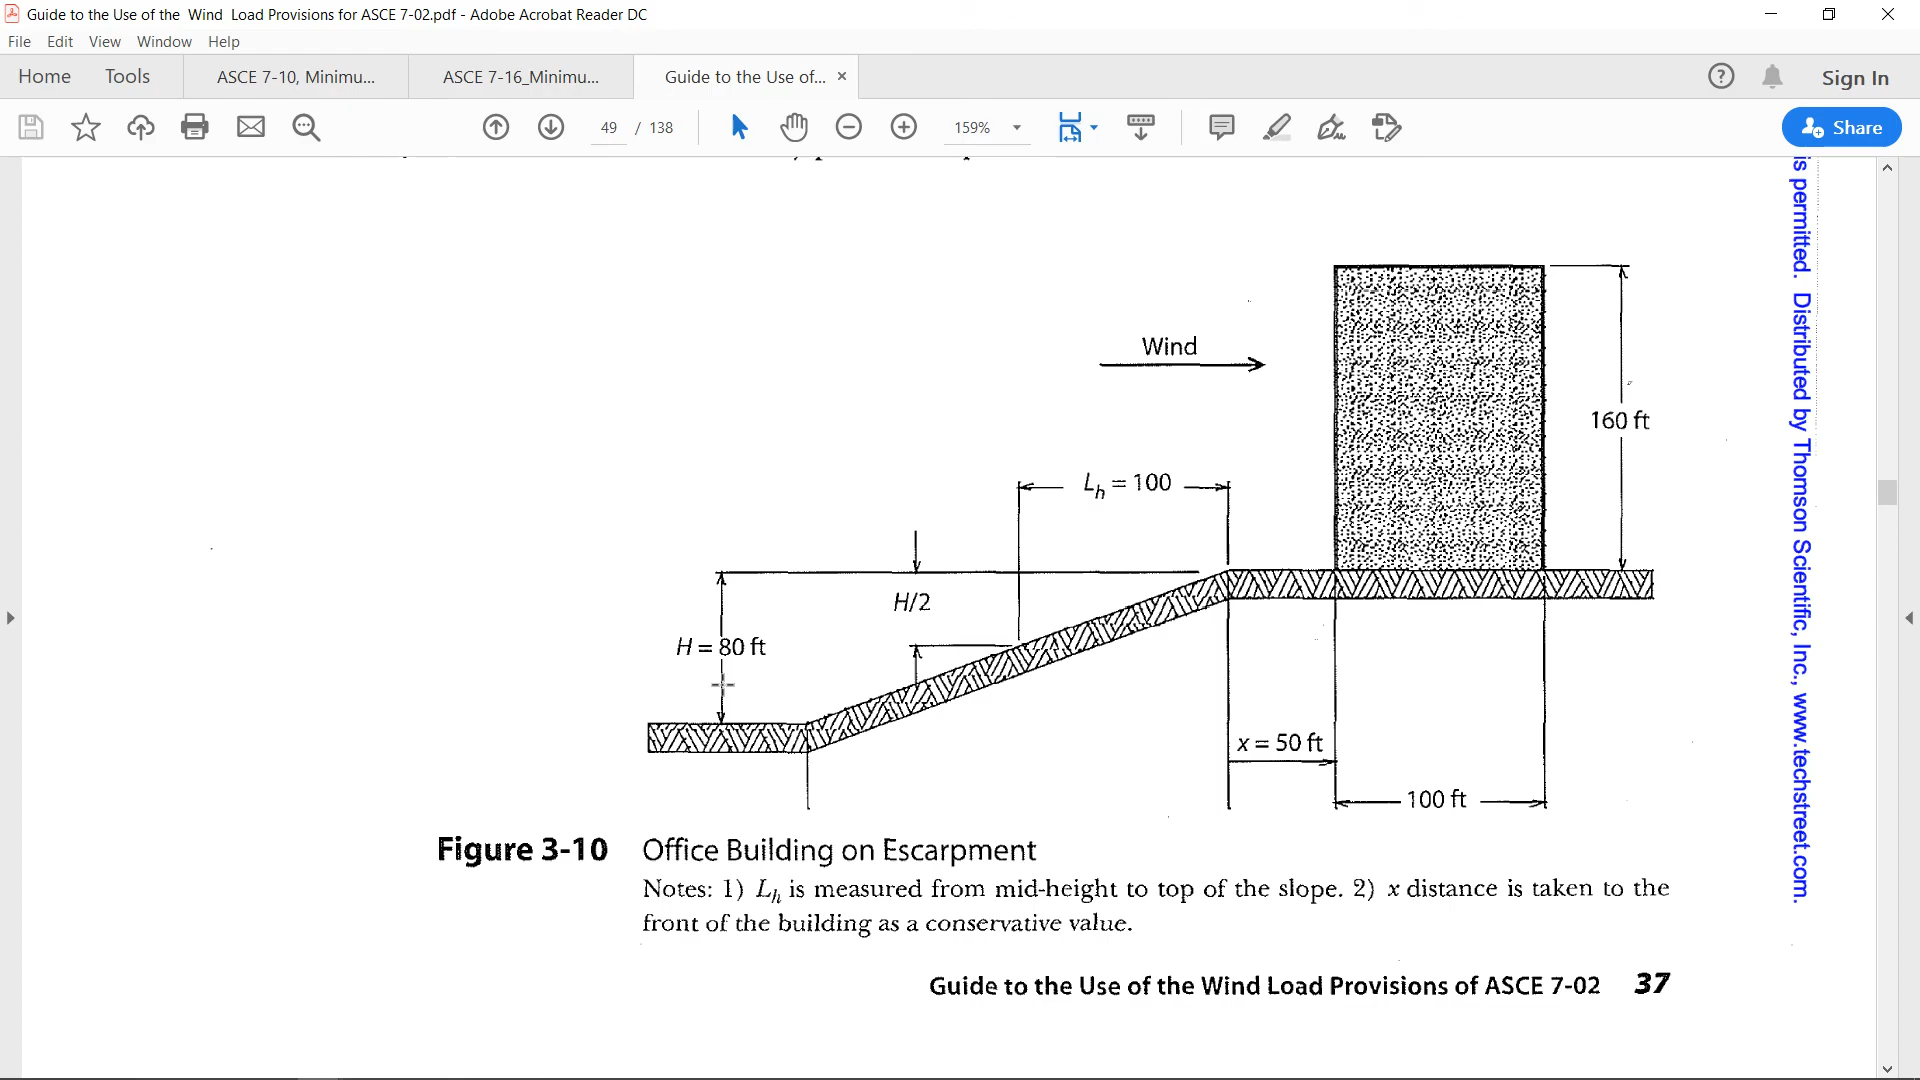 Guide to the Use of the  Wind  Load Provisions for ASCE 7-02.pdf - Adobe Acrobat Reader DC
File Edit View Window Help
Home Tools ASCE 7-10, Minimu... ASCE 7-16_Minimu... Guide to the Use of... × ? Sign In
49 / 138 159% Share
is permitted. Distributed by Thomson Scientific, Inc., www.techstreet.com.
Wind
160 ft
Lh = 100
H/2
H = 80 ft
x = 50 ft
100 ft
Figure 3-10 Office Building on Escarpment
Notes: 1) Lh is measured from mid-height to top of the slope. 2) x distance is taken to the
front of the building as a conservative value.
Guide to the Use of the Wind Load Provisions of ASCE 7-02 37